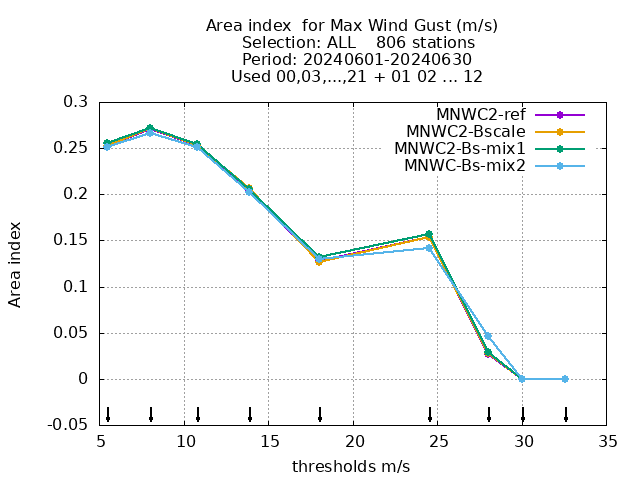 Area index  for Max Wind Gust (m/s)
Selection: ALL    806 stations
Period: 20240601-20240630
Used 00,03,...,21 + 01 02 ... 12
MNWC2-ref
MNWC2-Bscale
MNWC2-Bs-mix1
MNWC-Bs-mix2
0.3
0.25
0.2
0.15
0.1
0.05
0
-0.05
Area index
5 10 15 20 25 30 35
thresholds m/s